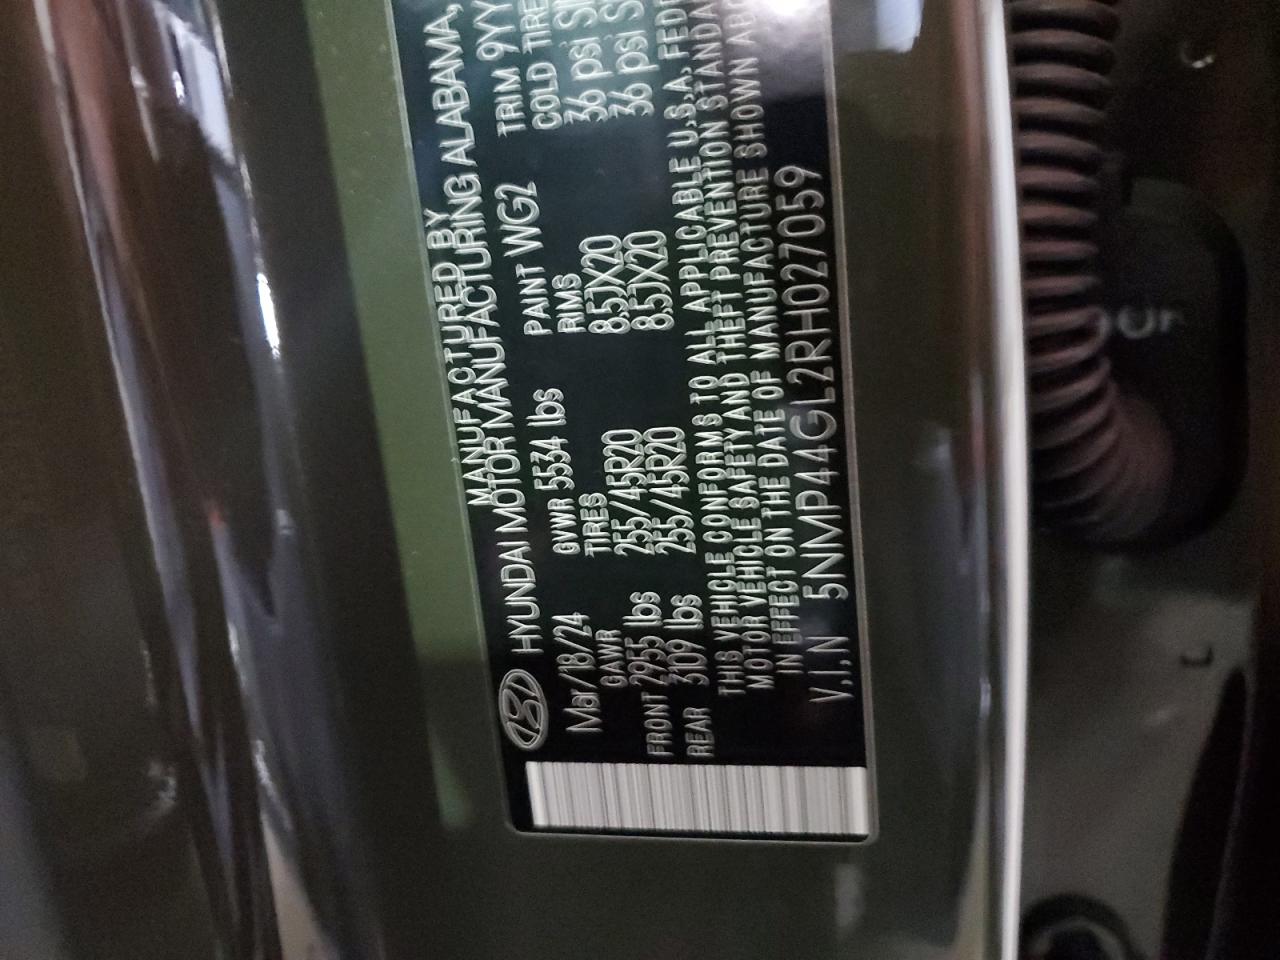 MANUFACTURED BY
HYUNDAI MOTOR MANUFACTURING ALABAMA,
Mar/18/24 GVWR 5534 lbs PAINT WG2 TRIM 9YY
GAWR TIRES RIMS COLD TIRE
FRONT 2955 lbs 255/45R20 8.5JX20 36 psi
REAR 3109 lbs 255/45R20 8.5JX20 36 psi
THIS VEHICLE CONFORMS TO ALL APPLICABLE U.S.A. FEDE
MOTOR VEHICLE SAFETY AND THEFT PREVENTION STANDA
IN EFFECT ON THE DATE OF MANUFACTURE SHOWN ABO
V.I.N 5NMP44GL2RH027059